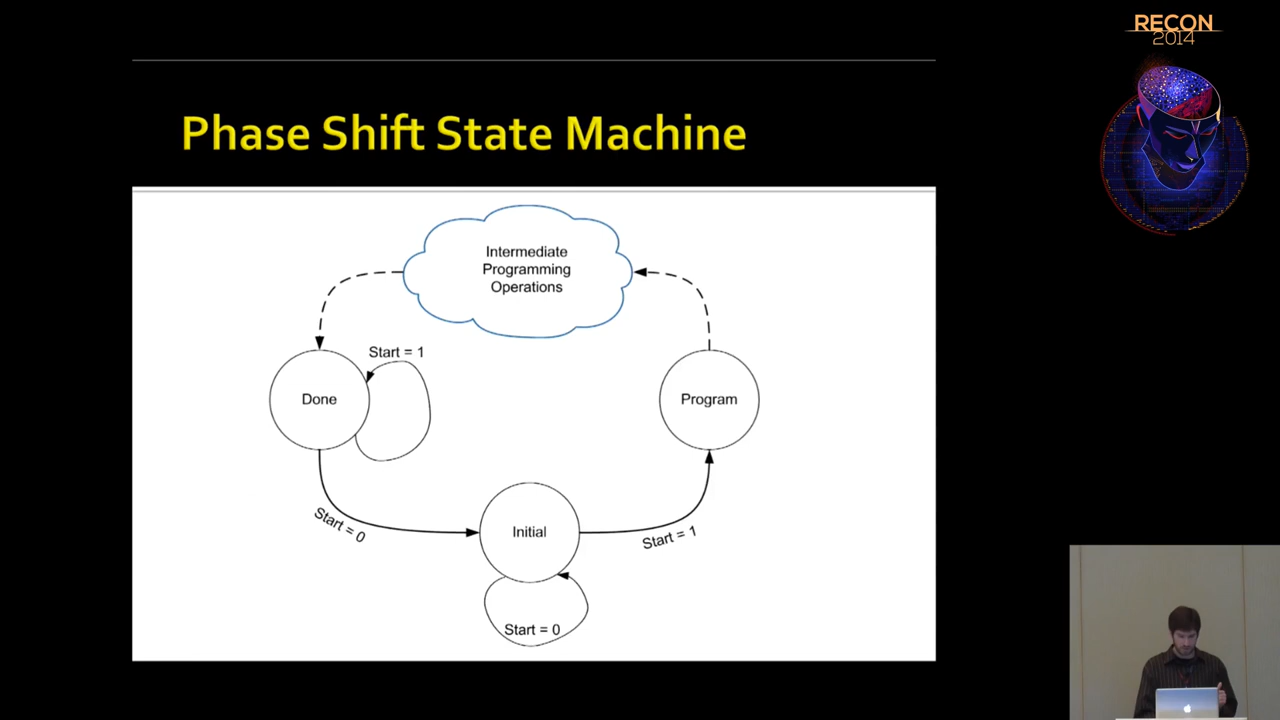 RECON
2014
Phase Shift State Machine
Intermediate
Programming
Operations
Start = 1
Done
Program
Start = 0
Initial
Start = 1
Start = 0